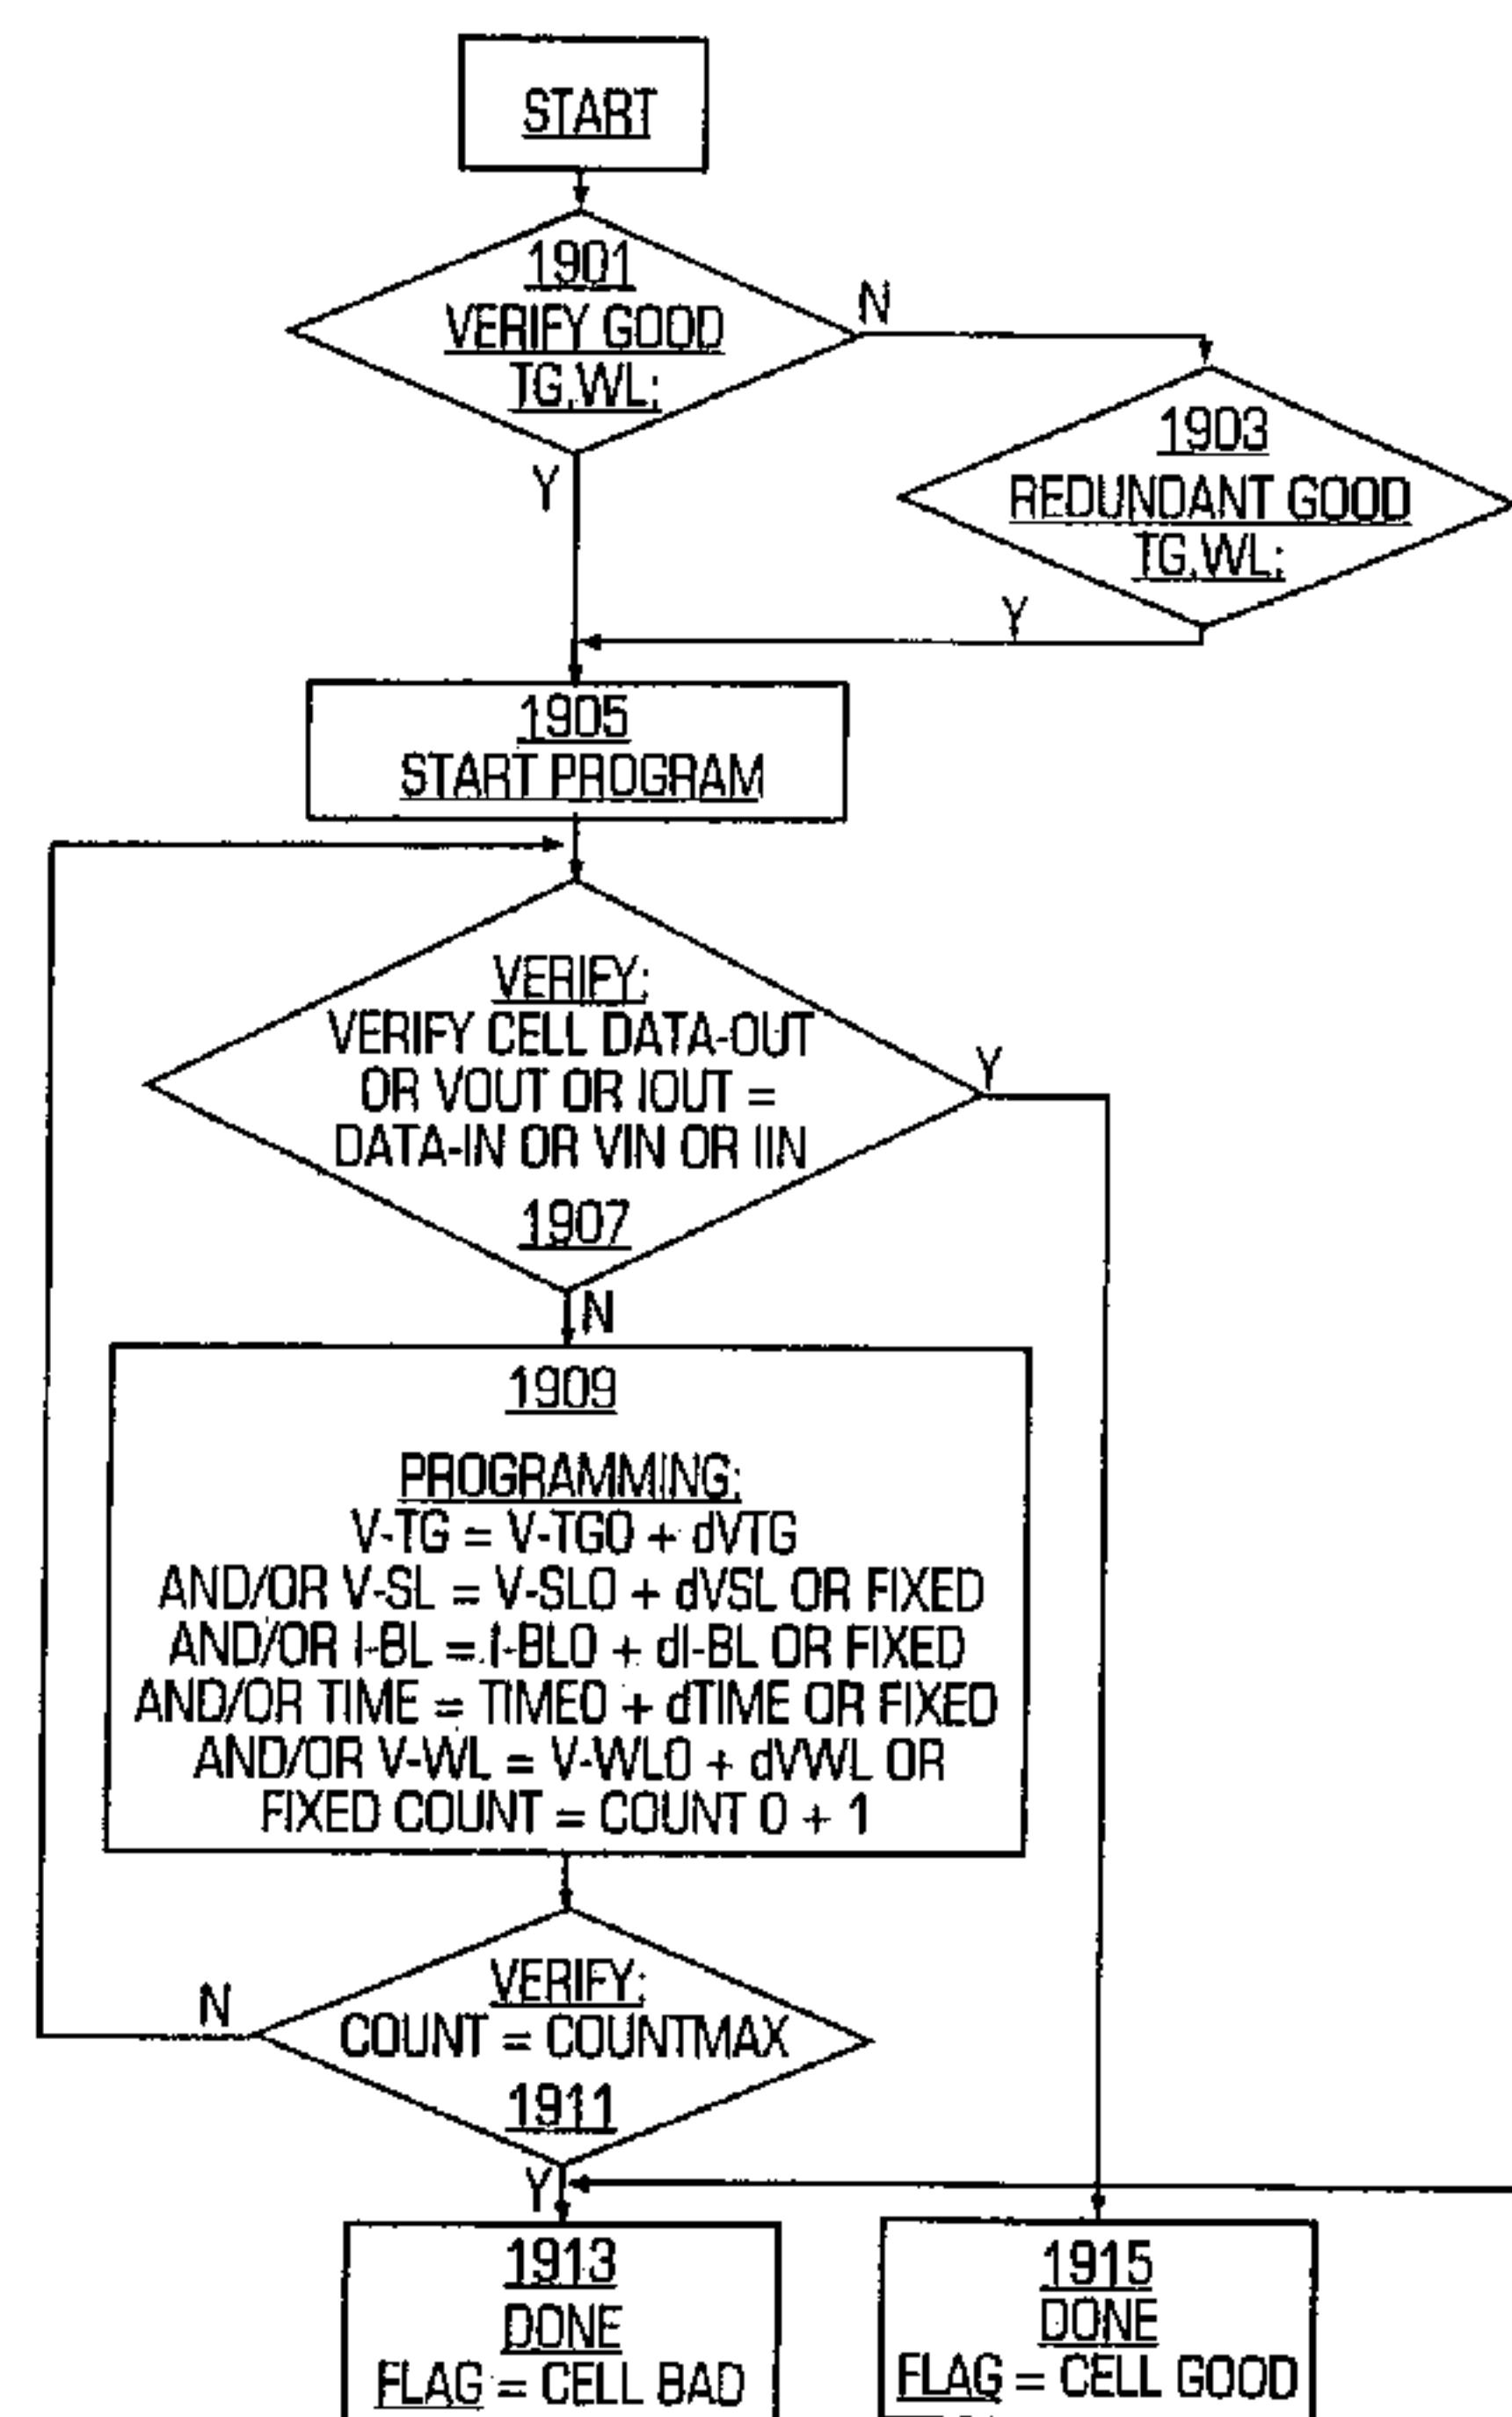 START
1901
VERIFY GOOD
TG,WL;
N
Y
1903
REDUNDANT GOOD
TG,WL;
Y
1905
START PROGRAM
VERIFY;
VERIFY CELL DATA-OUT
OR VOUT OR IOUT =
DATA-IN OR VIN OR IIN
1907
Y
N
1909
PROGRAMMING;
V-TG = V-TG0 + dVTG
AND/OR V-SL = V-SL0 + dVSL OR FIXED
AND/OR I-BL = I-BL0 + dI-BL OR FIXED
AND/OR TIME = TIME0 + dTIME OR FIXED
AND/OR V-WL = V-WL0 + dVWL OR
FIXED COUNT = COUNT 0 + 1
VERIFY;
COUNT = COUNTMAX
1911
N
Y
1913
DONE
FLAG = CELL BAD
1915
DONE
FLAG = CELL GOOD